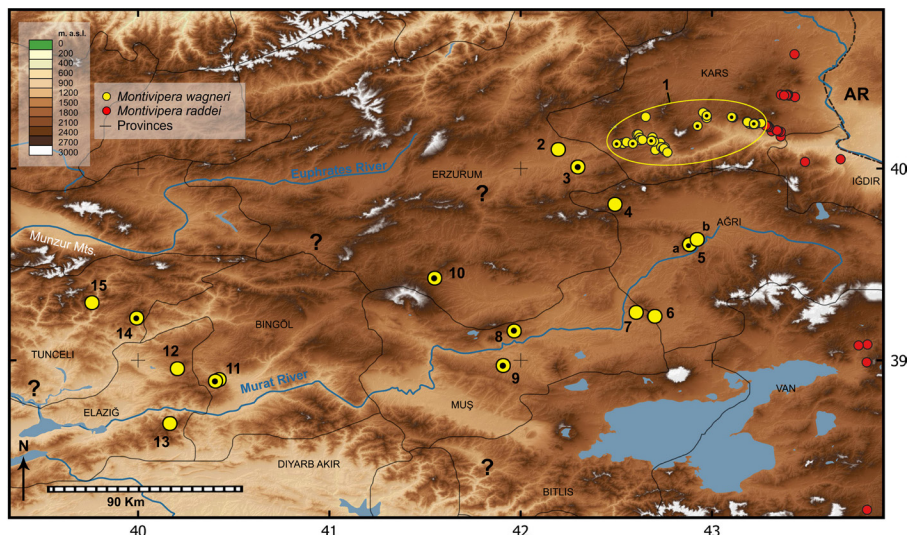 m. a.s.l.
0
200
400
600
900
1200
1500
1800
2100
2400
2700
3000
Montivipera wagneri
Montivipera raddei
Provinces
1
KARS
AR
2
3
Euphrates River
ERZURUM
?
40
IĞDIR
4
Munzur Mts.
?
AĞRI
b
a
5
10
15
14
BINGÖL
7
6
8
TUNCELI
12
11
9
39
?
Murat River
VAN
ELAZIĞ
MUŞ
13
N
DIYARB AKIR
?
BITLIS
90 Km
40
41
42
43